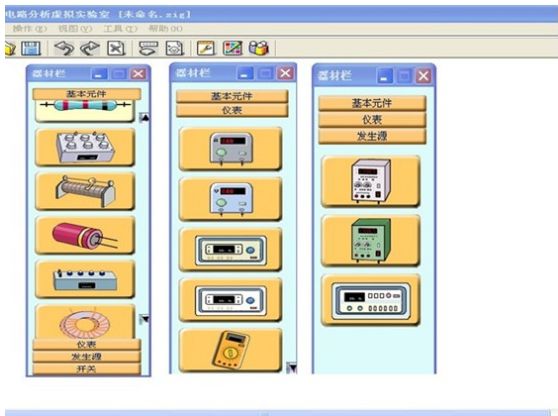 电路分析虚拟实验室 [未命名.sig]
操作(E) 视图(V) 工具(T) 帮助(H)
器材栏
基本元件
仪表
发生源
开关
器材栏
基本元件
仪表
器材栏
基本元件
仪表
发生源